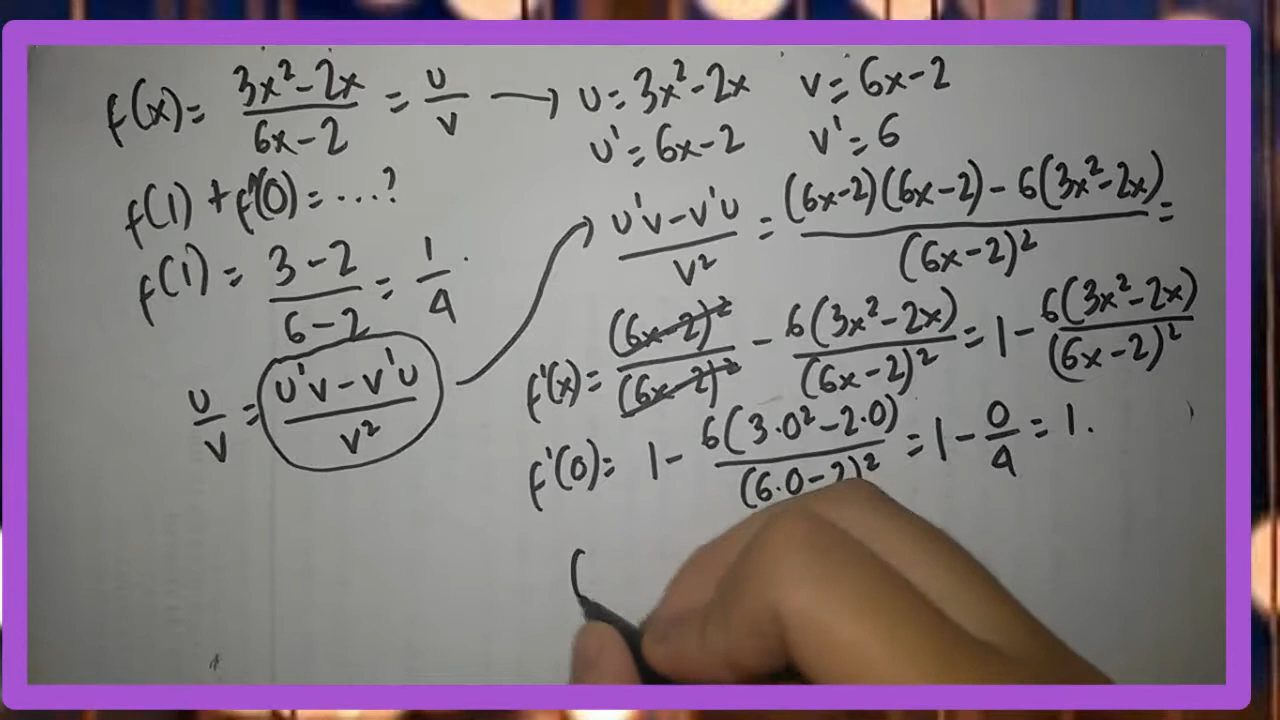 f(x) = (3x² - 2x)/(6x - 2) = u/v → u = 3x² - 2x   v = 6x - 2
u' = 6x - 2   v' = 6
f(1) + f'(0) = ...?
f(1) = (3 - 2)/(6 - 2) = 1/4.
u/v = (u'v - v'u)/v²
→ (u'v - v'u)/v² = ((6x - 2)(6x - 2) - 6(3x² - 2x))/(6x - 2)² =
f'(x) = (6x - 2)²/(6x - 2)² - 6(3x² - 2x)/(6x - 2)² = 1 - 6(3x² - 2x)/(6x - 2)²
f'(0) = 1 - 6(3·0² - 2·0)/(6·0 - 2)² = 1 - 0/4 = 1.